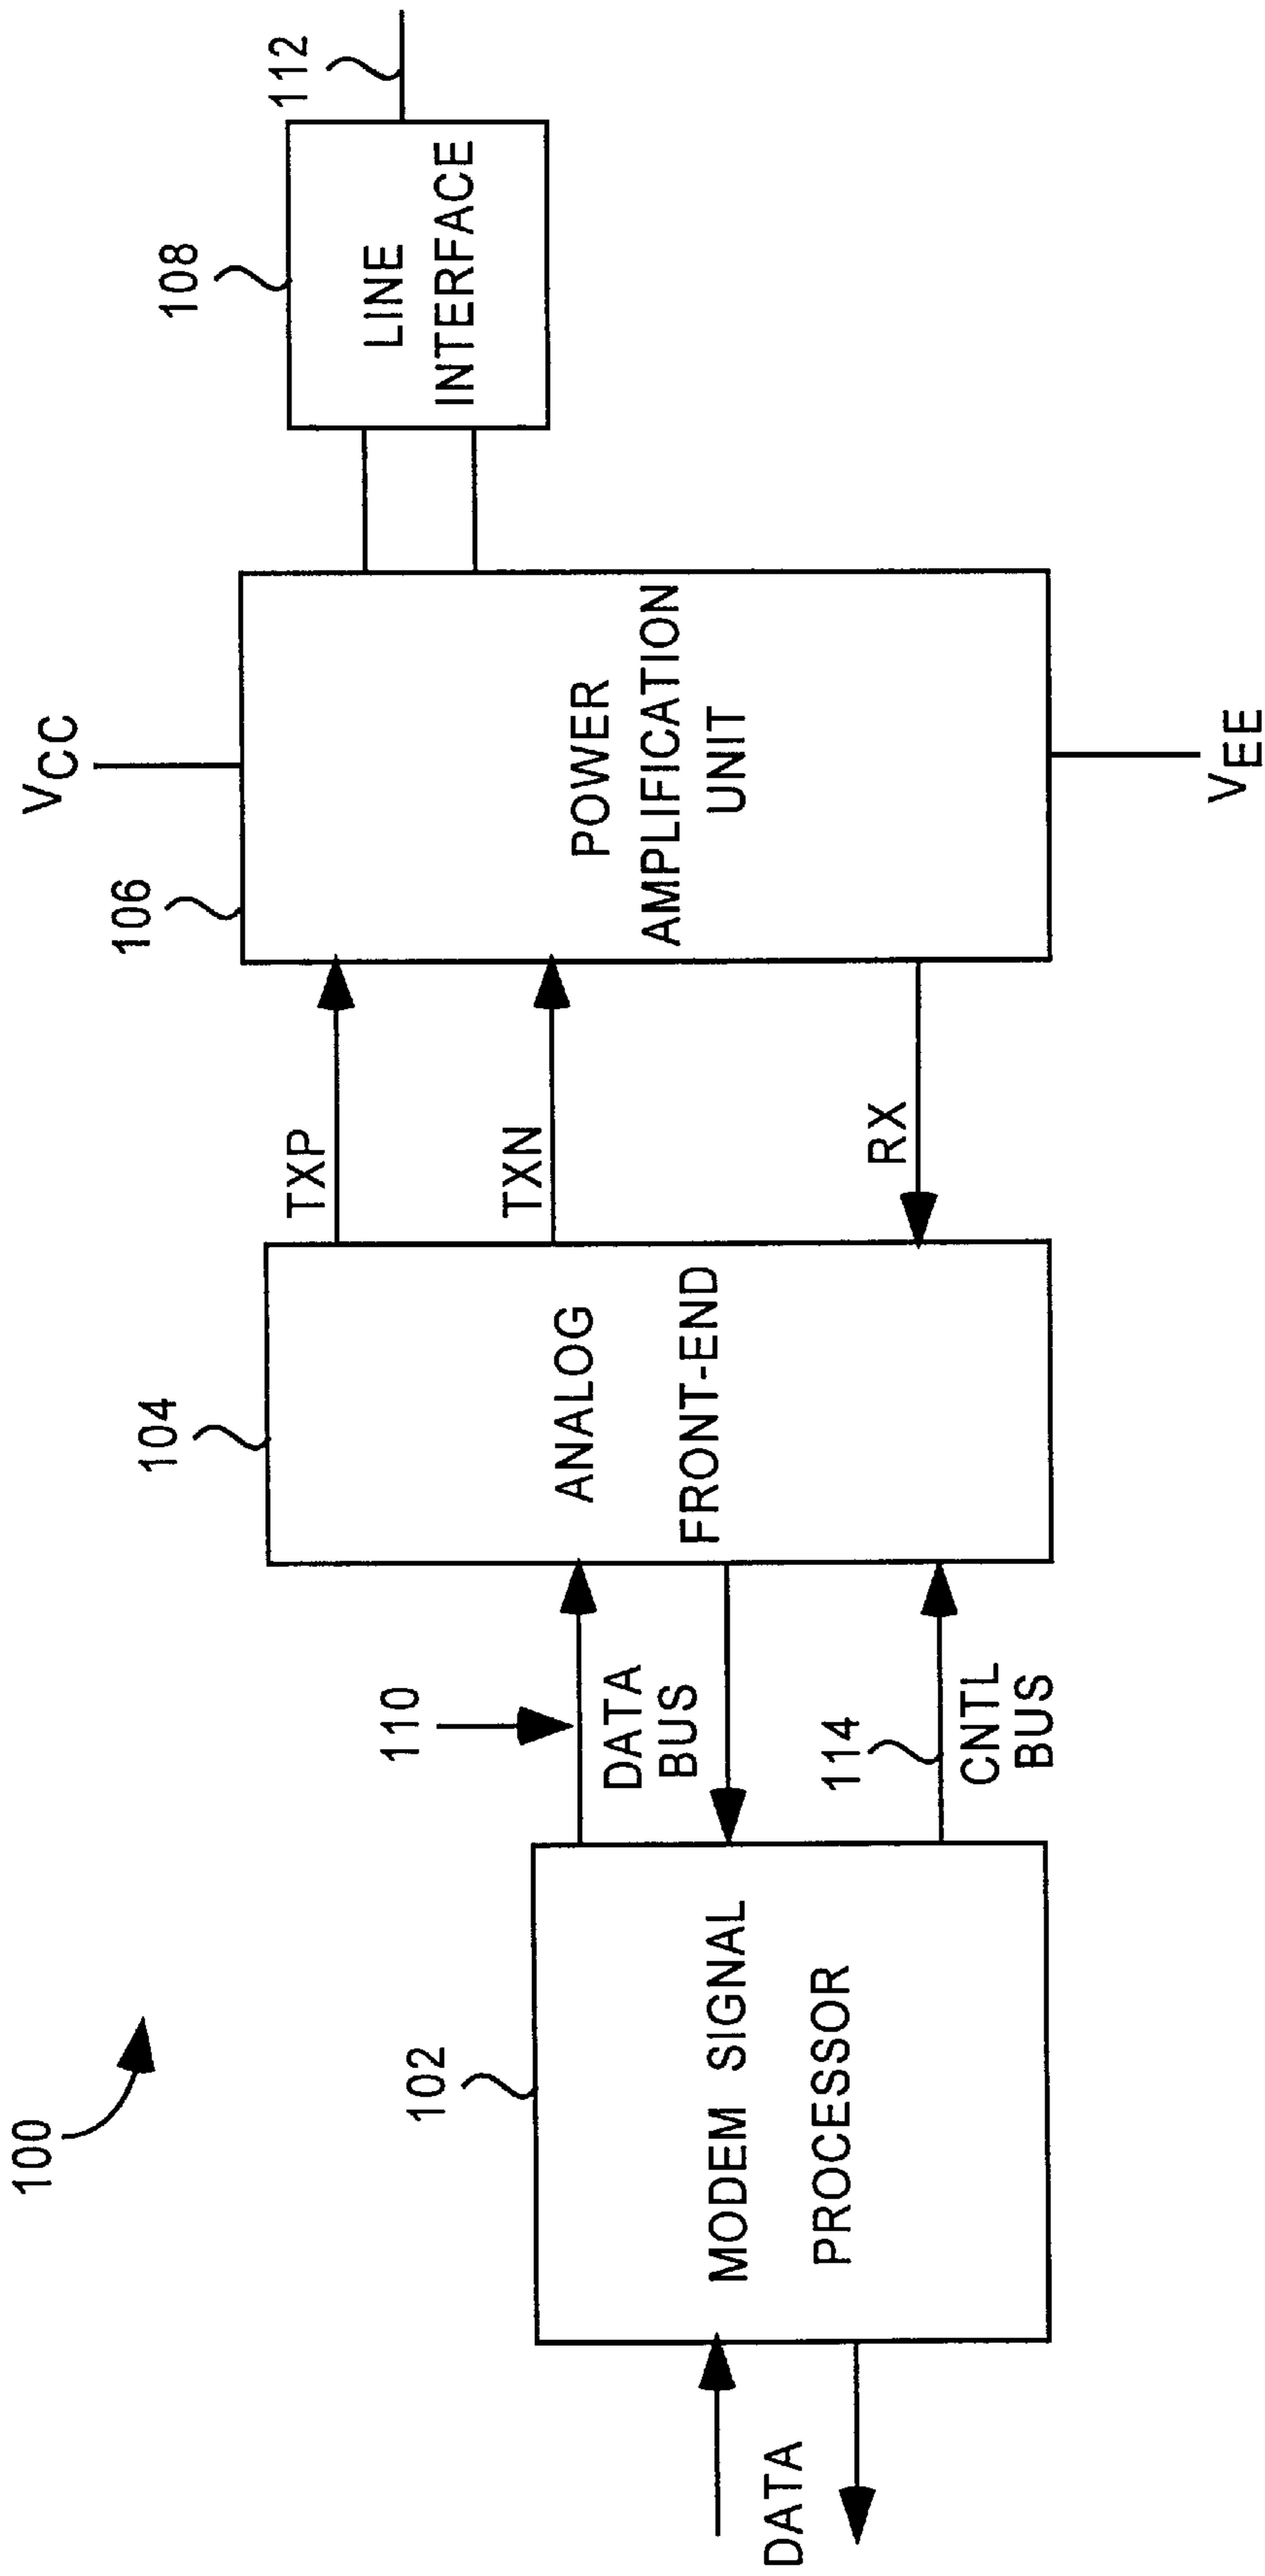 100
102
MODEM SIGNAL
PROCESSOR
DATA
110
DATA
BUS
114
CNTL
BUS
104
ANALOG
FRONT-END
TXP
TXN
RX
106
VCC
POWER
AMPLIFICATION
UNIT
VEE
108
LINE
INTERFACE
112